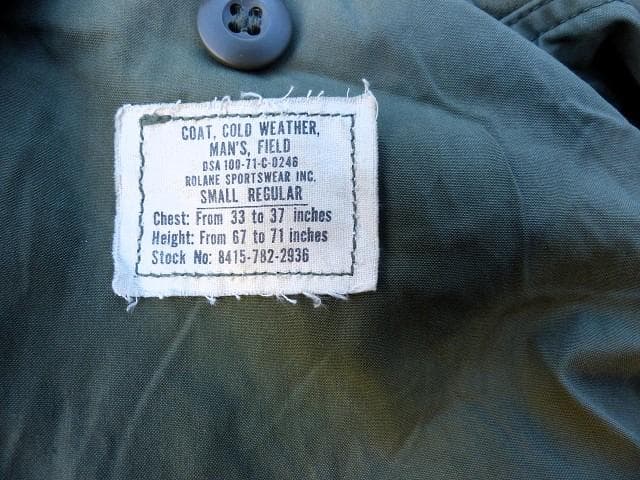 COAT, COLD WEATHER,
MAN'S, FIELD
DSA 100-71-C-0246
ROLANE SPORTSWEAR INC.
SMALL REGULAR
Chest: From 33 to 37 inches
Height: From 67 to 71 inches
Stock No: 8415-782-2936